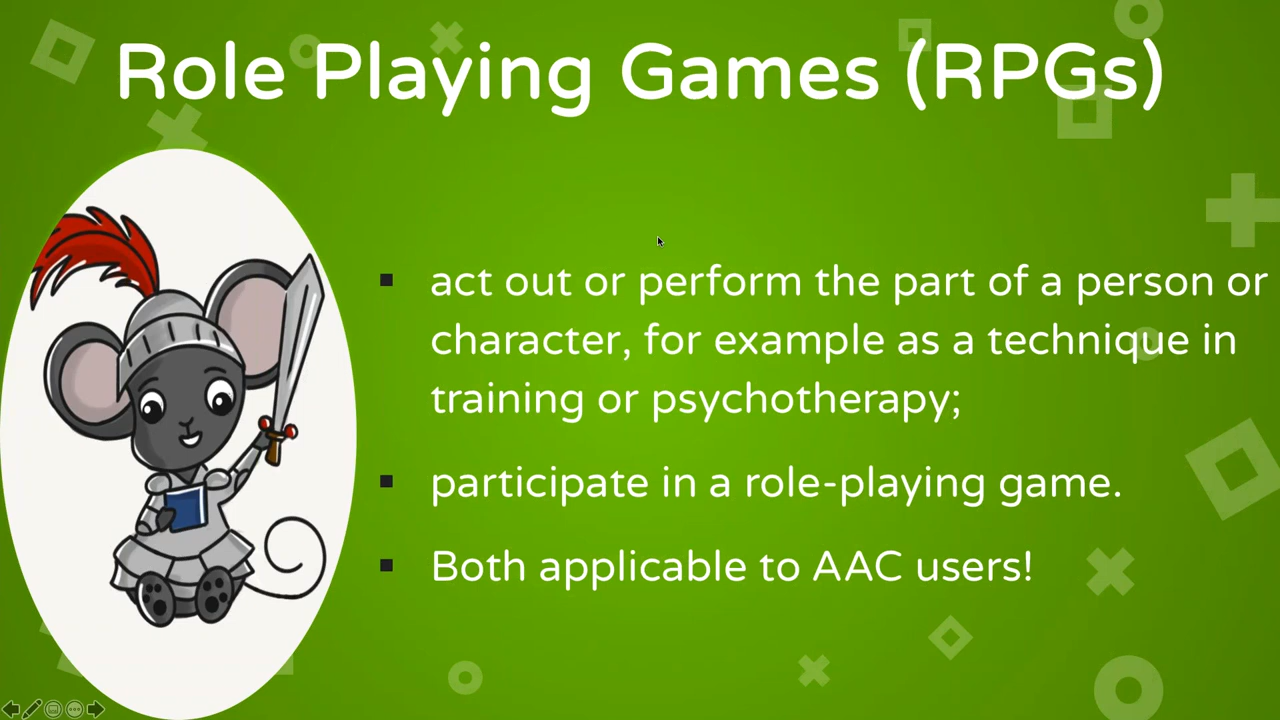 Role Playing Games (RPGs)
▪ act out or perform the part of a person or
character, for example as a technique in
training or psychotherapy;
▪ participate in a role-playing game.
▪ Both applicable to AAC users!